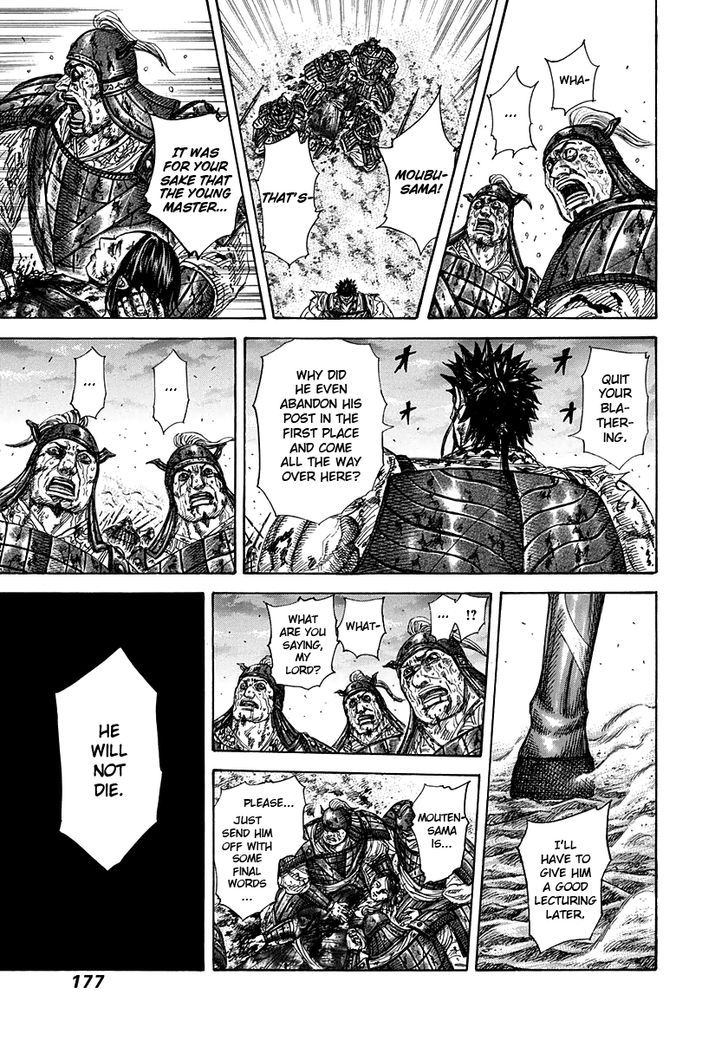 WHA-
...
MOUBU-
SAMA!
THAT'S-
IT WAS
FOR YOUR
SAKE THAT
THE YOUNG
MASTER...
QUIT
YOUR
BLA-
THER-
ING.
WHY DID
HE EVEN
ABANDON HIS
POST IN THE
FIRST PLACE
AND COME
ALL THE WAY
OVER HERE?
...
...
I'LL
HAVE TO
GIVE HIM
A GOOD
LECTURING
LATER.
... !?
WHAT-
WHAT
ARE YOU
SAYING,
MY
LORD?
MOUTEN-
SAMA
IS...
PLEASE...
JUST
SEND HIM
OFF WITH
SOME
FINAL
WORDS
...
HE
WILL
NOT
DIE.
177